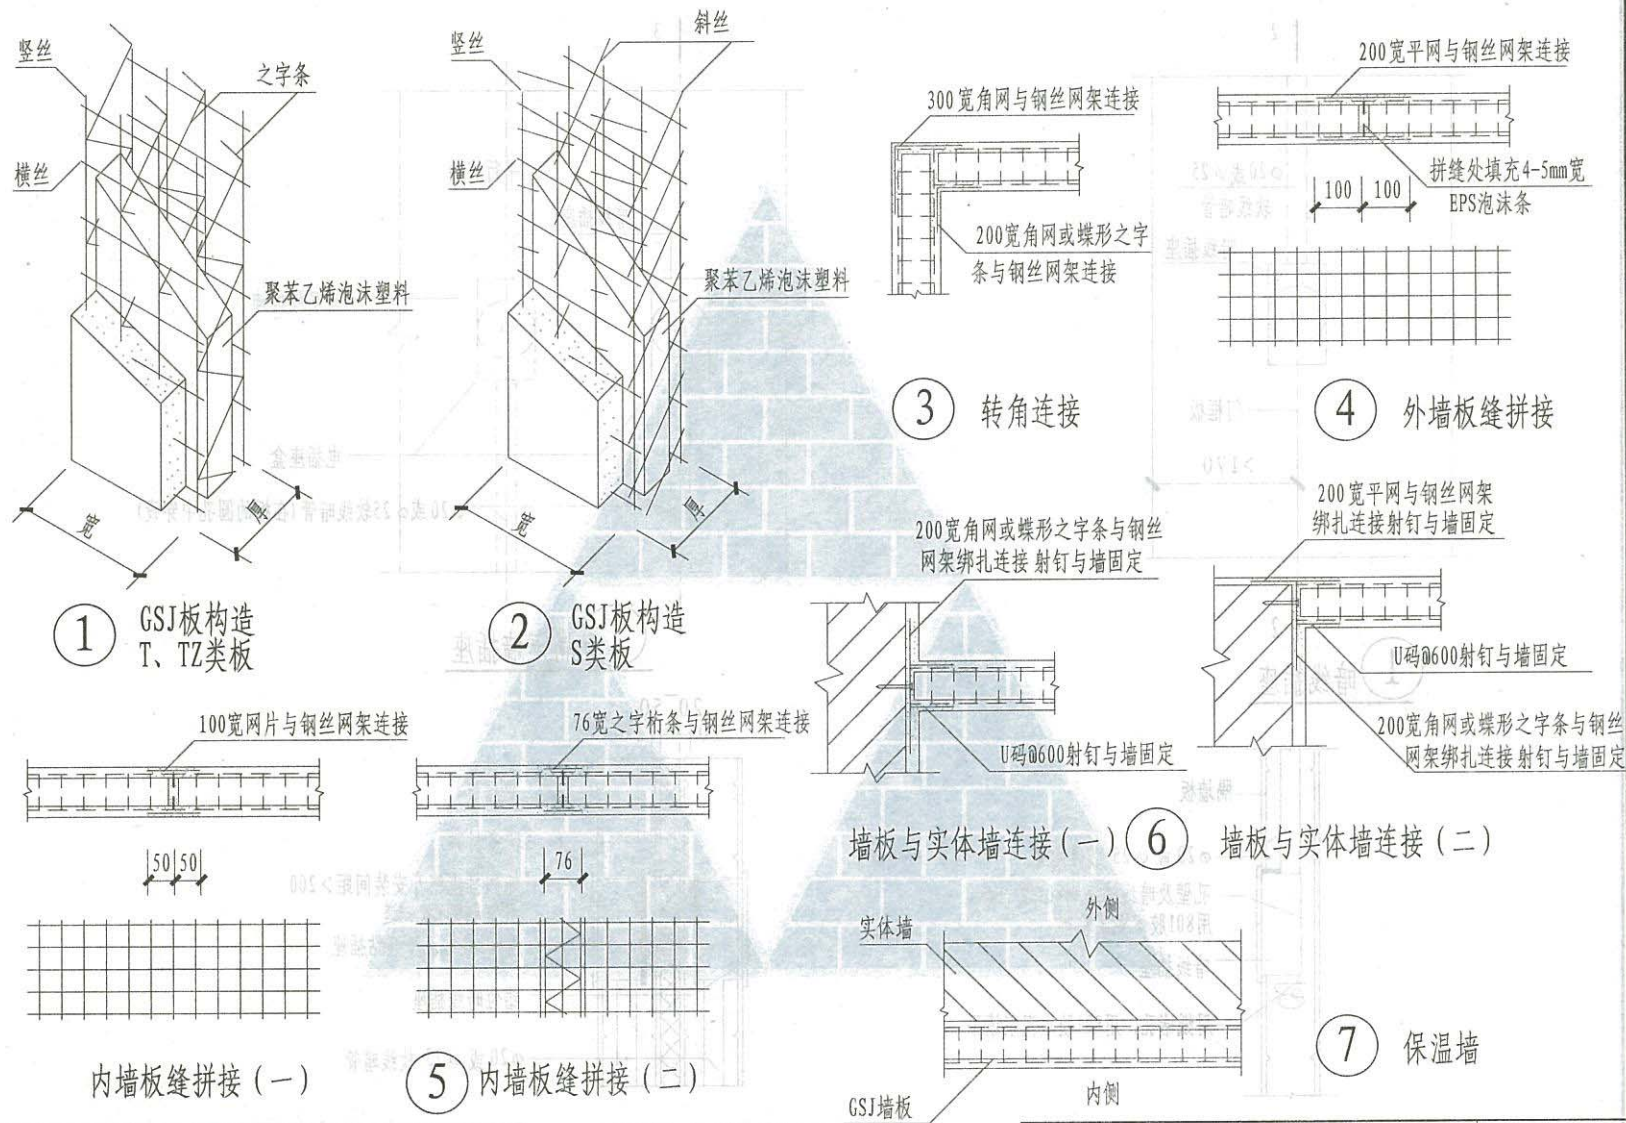 竖丝
之字条
横丝
聚苯乙烯泡沫塑料
宽
厚
① GSJ板构造
T、TZ类板
竖丝
斜丝
横丝
聚苯乙烯泡沫塑料
宽
厚
② GSJ板构造
S类板
300宽角网与钢丝网架连接
200宽角网或蝶形之字
条与钢丝网架连接
③ 转角连接
200宽平网与钢丝网架连接
拼缝处填充4-5mm宽
EPS泡沫条
100 100
④ 外墙板缝拼接
100宽网片与钢丝网架连接
50 50
内墙板缝拼接(一)
76宽之字桁条与钢丝网架连接
76
⑤ 内墙板缝拼接(二)
200宽角网或蝶形之字条与钢丝
网架绑扎连接 射钉与墙固定
U码@600射钉与墙固定
墙板与实体墙连接(一)
⑥
200宽平网与钢丝网架
绑扎连接射钉与墙固定
U码@600射钉与墙固定
200宽角网或蝶形之字条与钢丝
网架绑扎连接 射钉与墙固定
墙板与实体墙连接(二)
实体墙
外侧
内侧
GSJ墙板
⑦ 保温墙